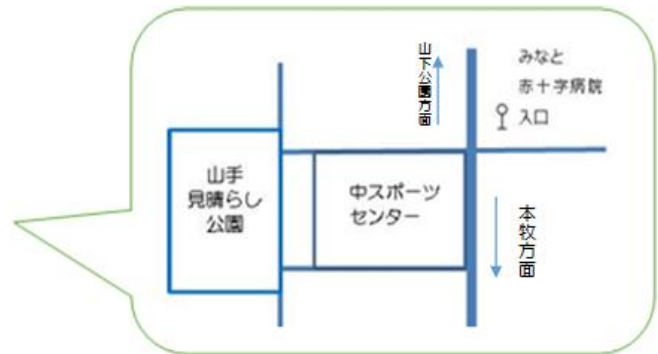 山下公園方面
みなと
赤十字病院
入口
山手
見晴らし
公園
中スポーツ
センター
本牧方面